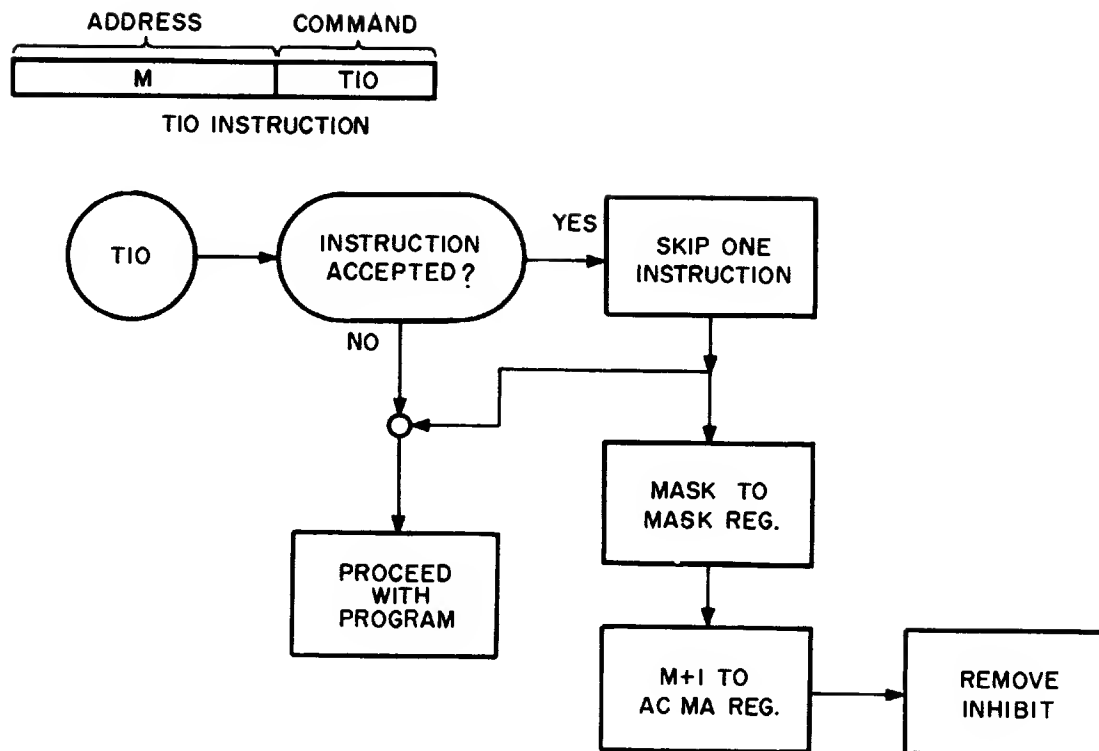 ADDRESS COMMAND
M TIO
TIO INSTRUCTION
TIO
INSTRUCTION
ACCEPTED?
YES
SKIP ONE
INSTRUCTION
NO
MASK TO
MASK REG.
PROCEED
WITH
PROGRAM
M+1 TO
AC MA REG.
REMOVE
INHIBIT